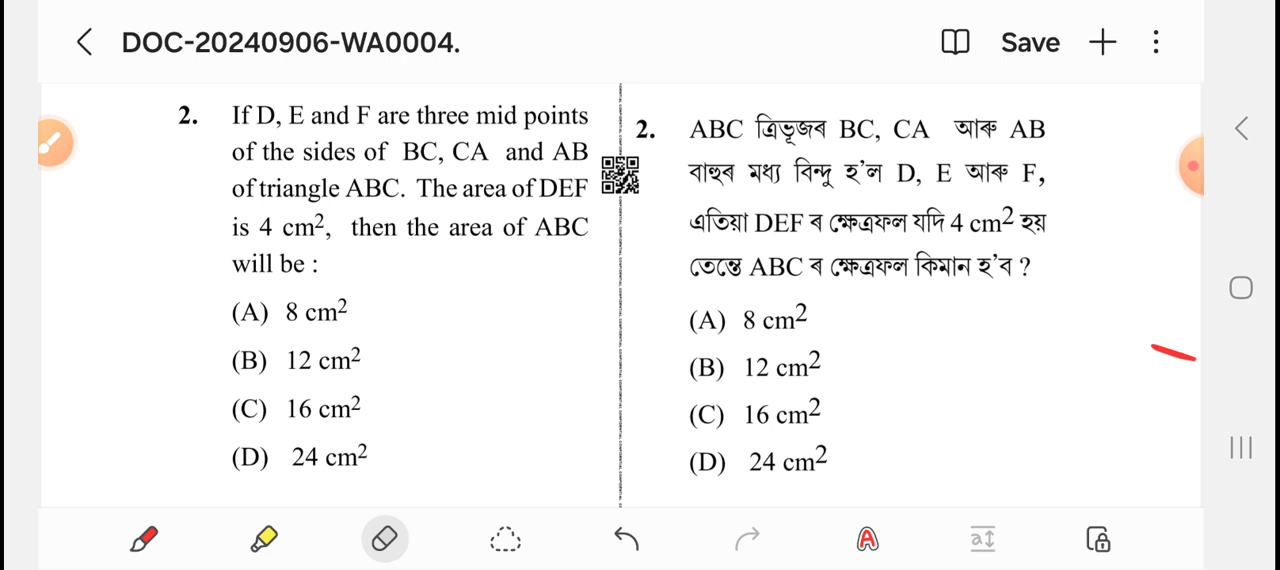 DOC-20240906-WA0004.
Save
2. If D, E and F are three mid points
of the sides of BC, CA and AB
of triangle ABC. The area of DEF
is 4 cm², then the area of ABC
will be :
(A) 8 cm²
(B) 12 cm²
(C) 16 cm²
(D) 24 cm²
2. ABC ত্ৰিভূজৰ BC, CA আৰু AB
বাহুৰ মধ্য বিন্দু হ'ল D, E আৰু F,
এতিয়া DEF ৰ ক্ষেত্ৰফল যদি 4 cm² হয়
তেন্তে ABC ৰ ক্ষেত্ৰফল কিমান হ'ব ?
(A) 8 cm²
(B) 12 cm²
(C) 16 cm²
(D) 24 cm²